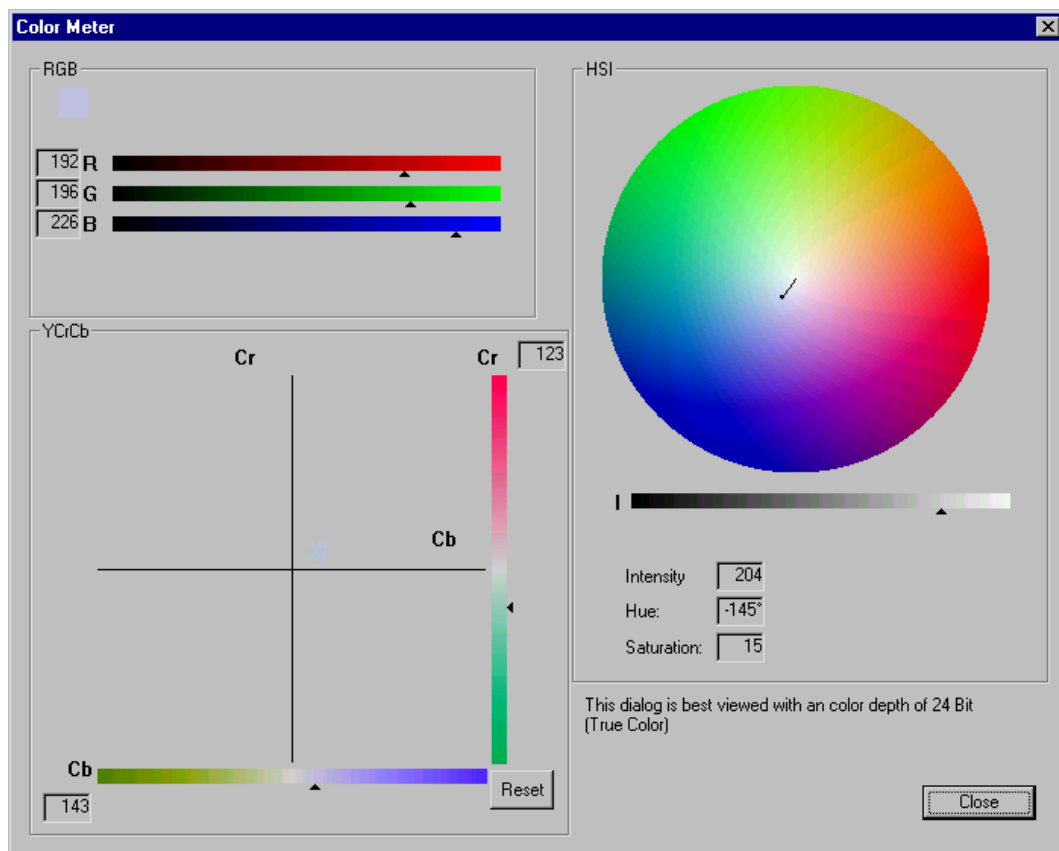 Color Meter
RGB
192 R
196 G
226 B
YCrCb
Cr
Cr 123
Cb
Cb
143
Reset
HSI
I
Intensity 204
Hue: -145°
Saturation: 15
This dialog is best viewed with an color depth of 24 Bit
(True Color)
Close